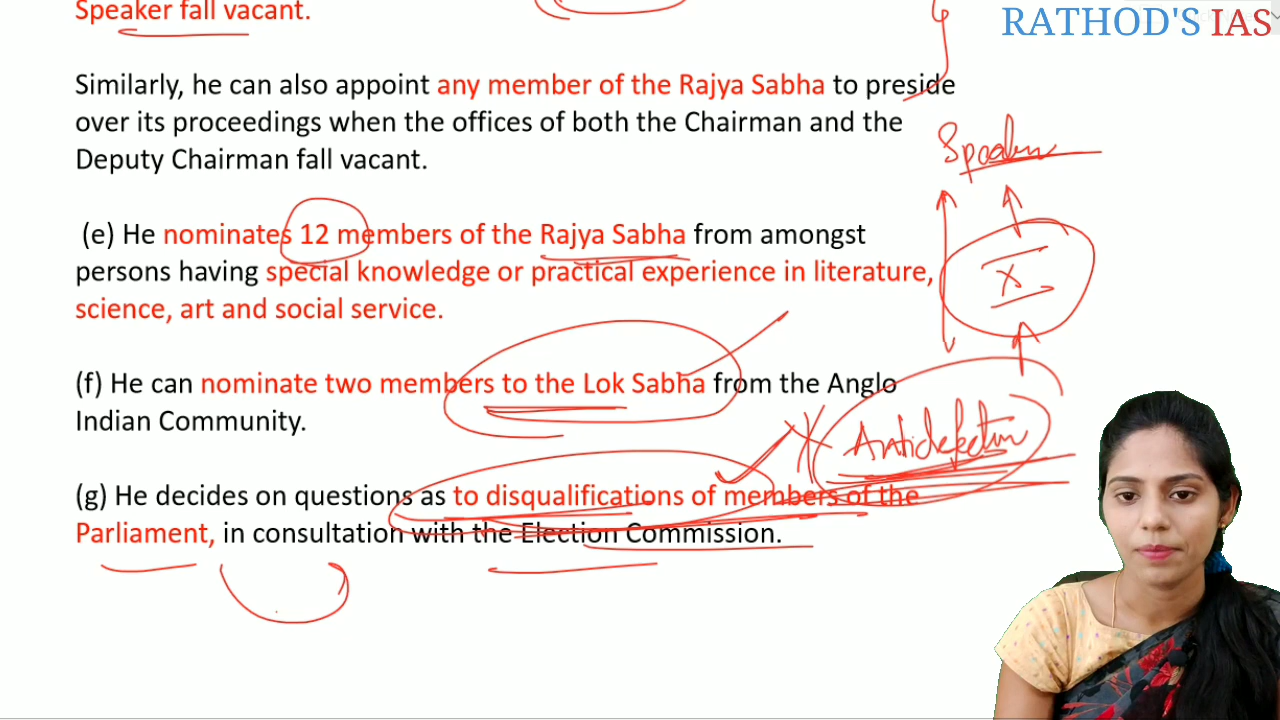 Speaker fall vacant.
RATHOD'S IAS
Similarly, he can also appoint any member of the Rajya Sabha to preside
over its proceedings when the offices of both the Chairman and the
Deputy Chairman fall vacant.
Speaker
(e) He nominates 12 members of the Rajya Sabha from amongst
persons having special knowledge or practical experience in literature,
science, art and social service.
X
(f) He can nominate two members to the Lok Sabha from the Anglo
Indian Community.
Antidefection
(g) He decides on questions as to disqualifications of members of the
Parliament, in consultation with the Election Commission.